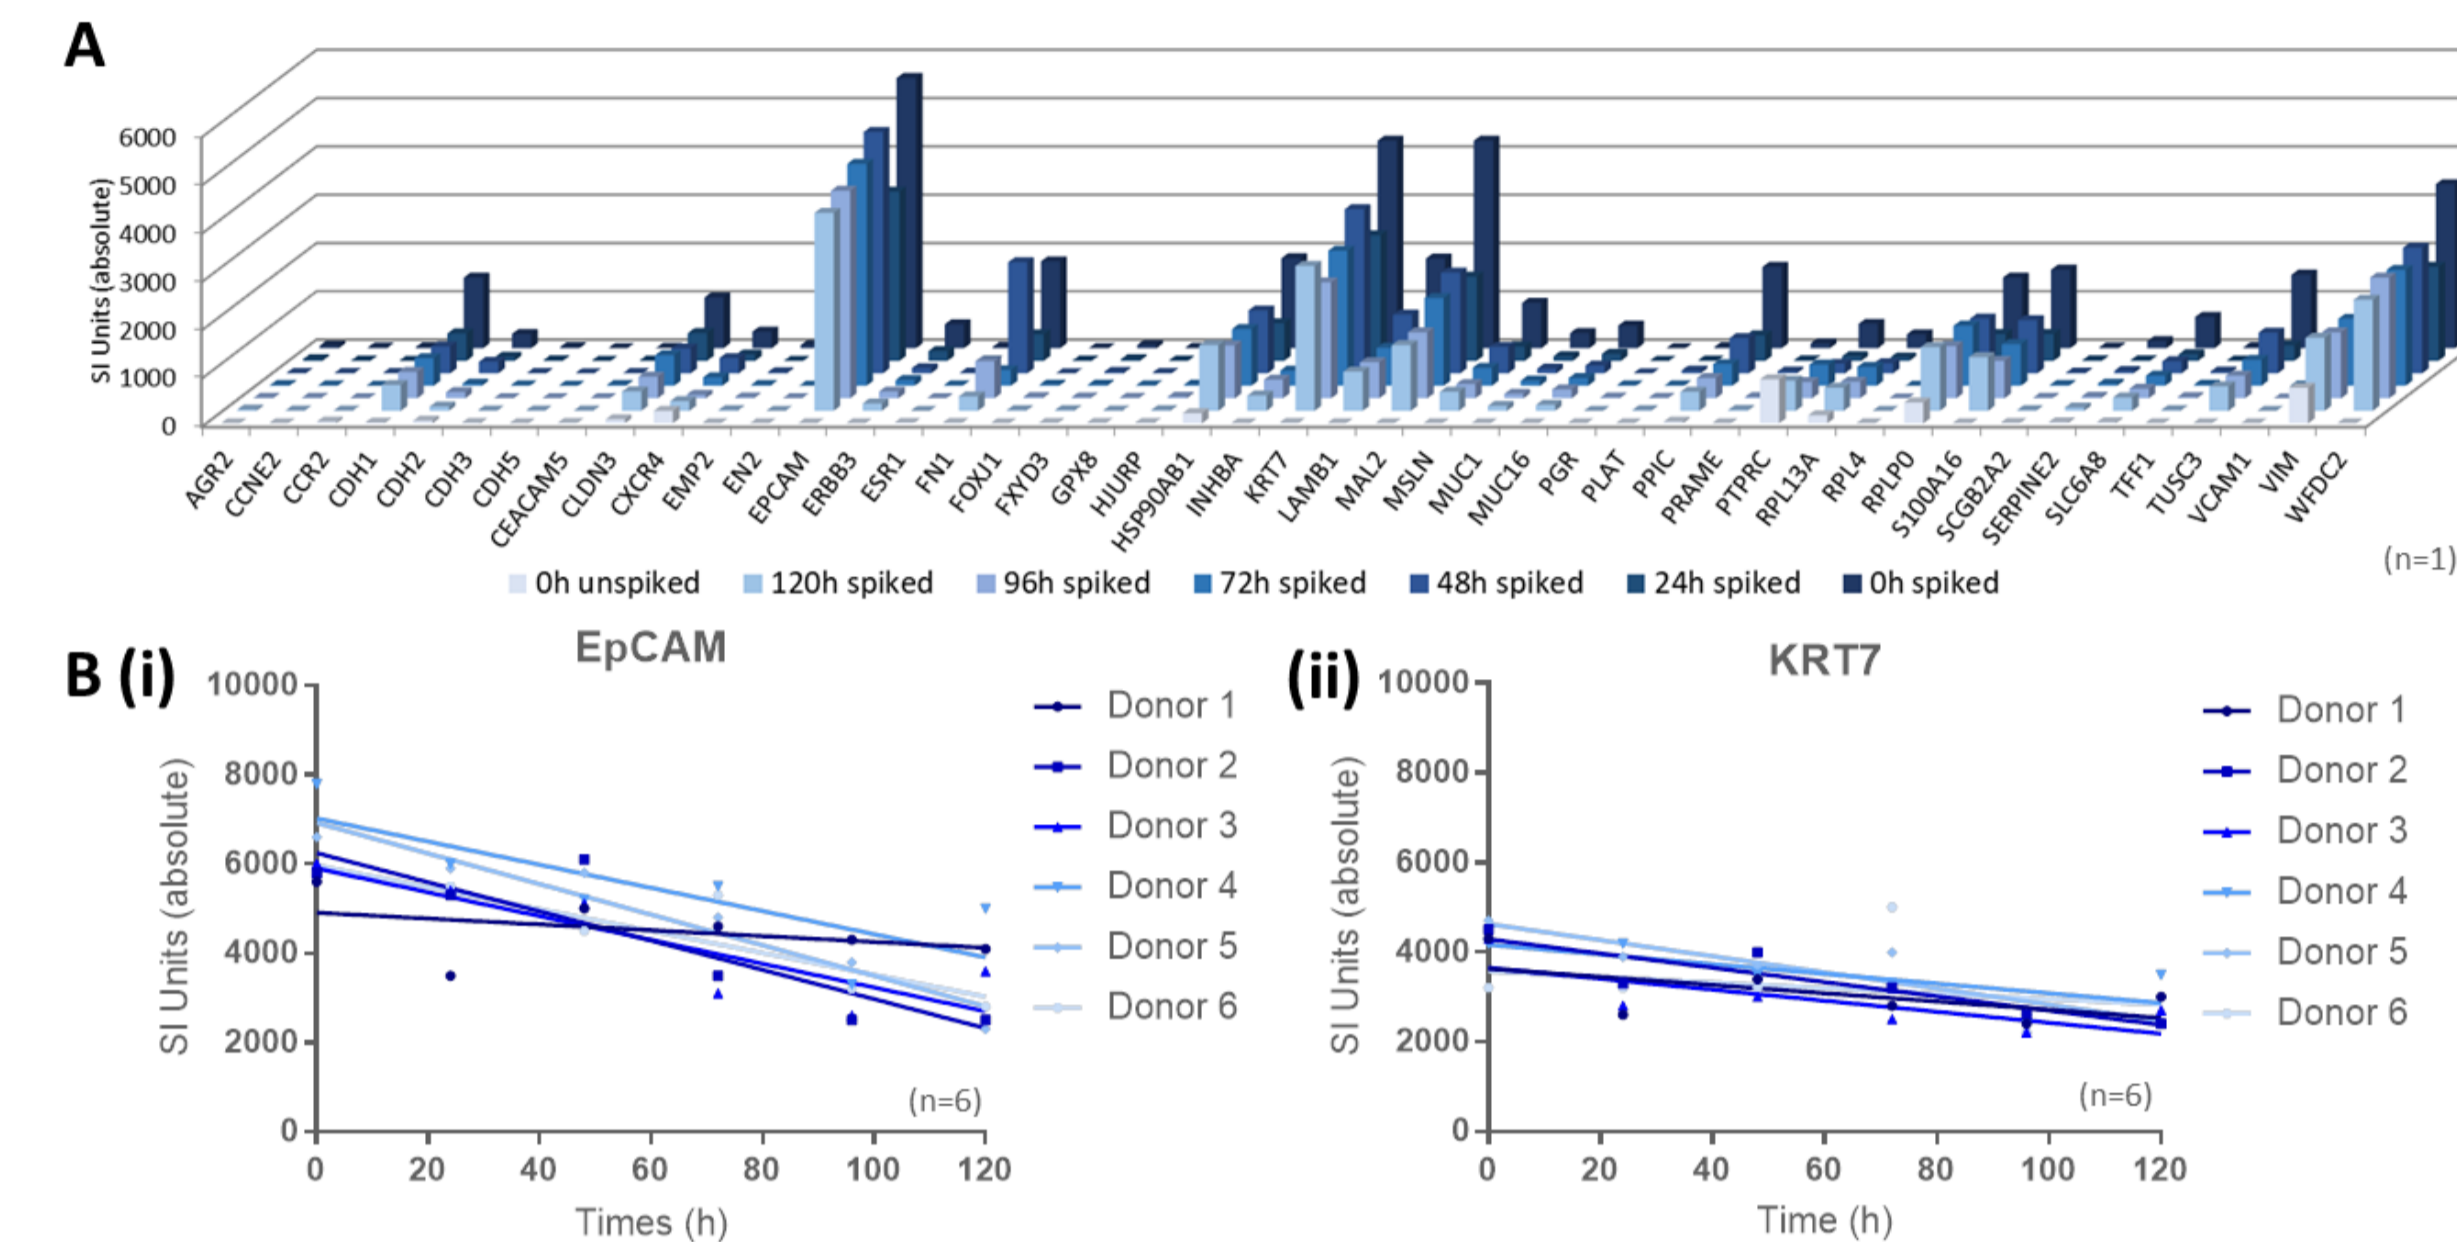 A
SI Units (absolute)
6000
5000
4000
3000
2000
1000
0
AGR2 CCNE2 CCR2 CDH1 CDH2 CDH3 CDH5 CEACAM5 CLDN3 CXCR4 EMP2 EN2 EPCAM ERBB3 ESR1 FN1 FOXJ1 FXYD3 GPX8 HJURP HSP90AB1 INHBA KRT7 LAMB1 MAL2 MSLN MUC1 MUC16 PGR PLAT PPIC PRAME PTPRC RPL13A RPL4 RPLP0 S100A16 SCGB2A2 SERPINE2 SLC6A8 TFF1 TUSC3 VCAM1 VIM WFDC2
(n=1)
0h unspiked 120h spiked 96h spiked 72h spiked 48h spiked 24h spiked 0h spiked
B (i)
EpCAM
SI Units (absolute)
10000
8000
6000
4000
2000
0
0 20 40 60 80 100 120
Times (h)
(n=6)
Donor 1
Donor 2
Donor 3
Donor 4
Donor 5
Donor 6
(ii)
KRT7
SI Units (absolute)
10000
8000
6000
4000
2000
0
0 20 40 60 80 100 120
Time (h)
(n=6)
Donor 1
Donor 2
Donor 3
Donor 4
Donor 5
Donor 6